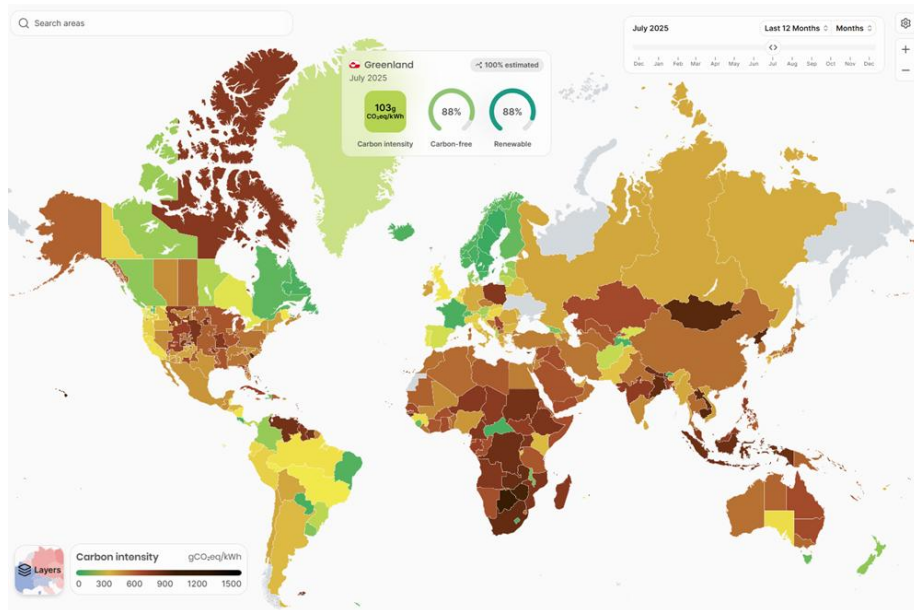 Search areas
July 2025
Last 12 Months
Months
Dec Jan Feb Mar Apr May Jun Jul Aug Sep Oct Nov Dec
Greenland
100% estimated
July 2025
103g
CO₂eq/kWh
88%
88%
Carbon intensity
Carbon-free
Renewable
Layers
Carbon intensity
gCO₂eq/kWh
0 300 600 900 1200 1500